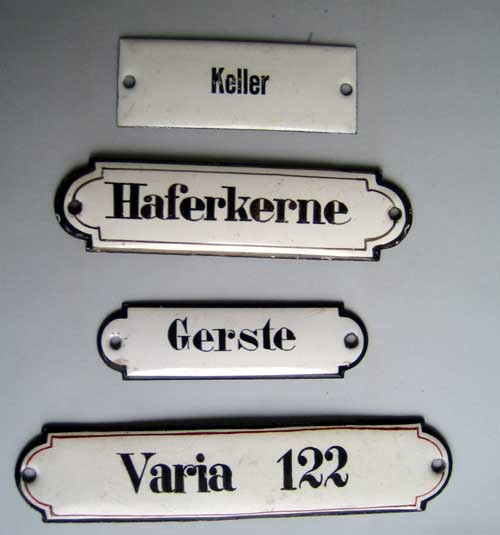 Keller
Haferkerne
Gerste
Varia 122